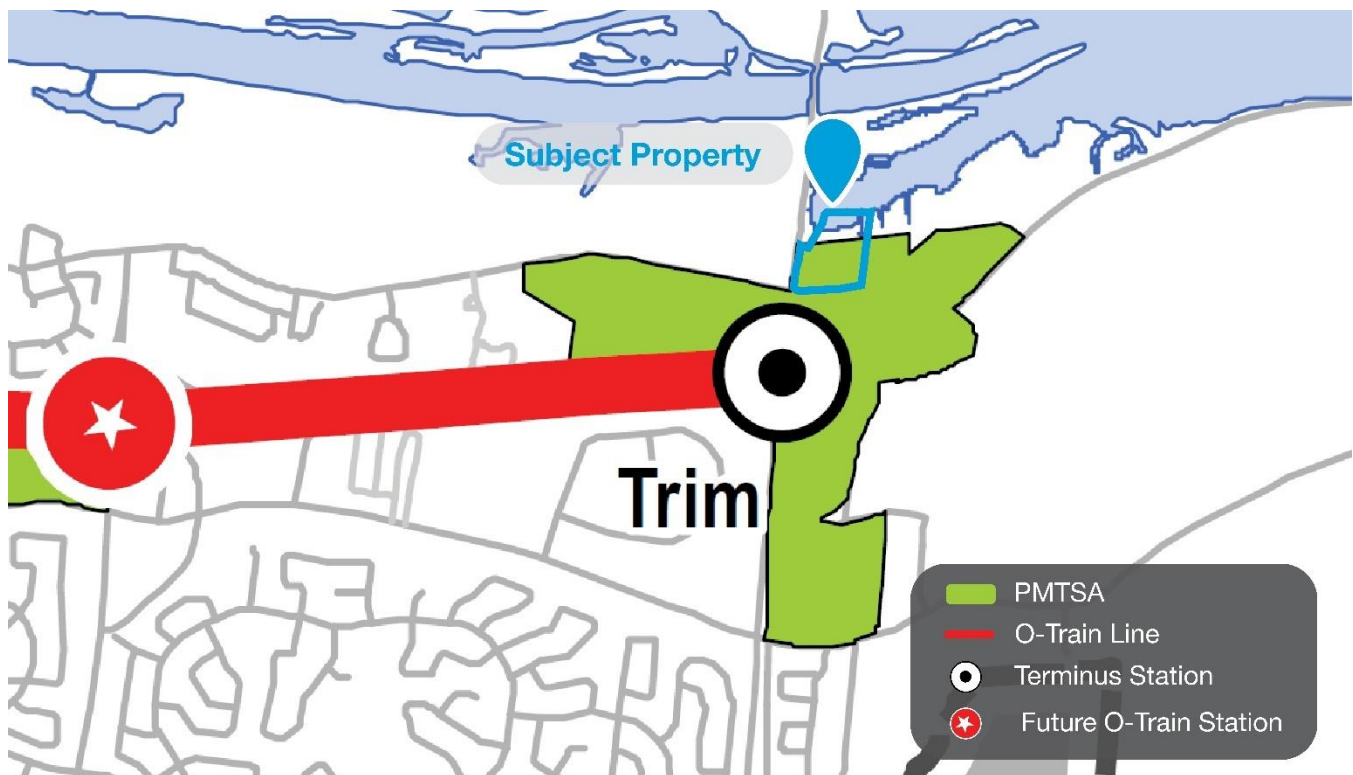 Subject Property
Trim
PMTSA
O-Train Line
Terminus Station
Future O-Train Station